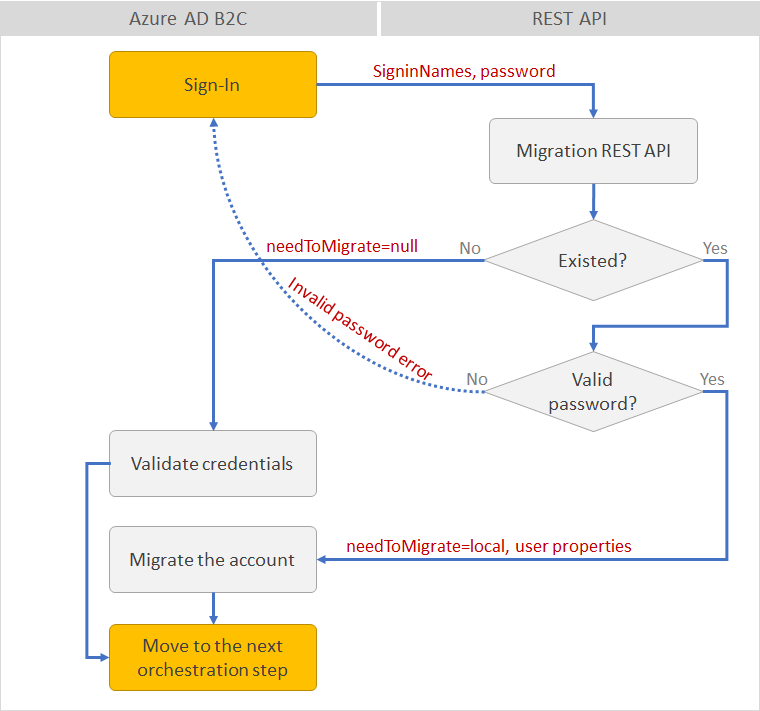 Azure AD B2C
REST API
Sign-In
SigninNames, password
Migration REST API
needToMigrate=null
No
Existed?
Yes
Invalid password error
No
Valid
password?
Yes
Validate credentials
Migrate the account
needToMigrate=local, user properties
Move to the next
orchestration step